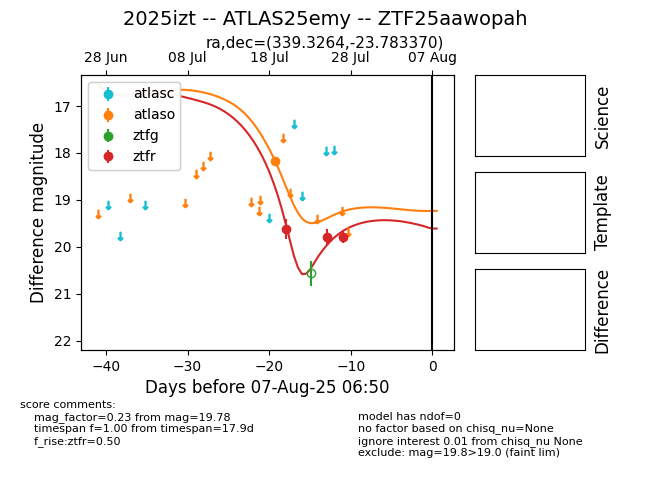 2025izt -- ATLAS25emy -- ZTF25aawopah
ra,dec=(339.3264,-23.783370)
28 Jun 08 Jul 18 Jul 28 Jul 07 Aug
atlasc
atlaso
ztfg
ztfr
17
18
19
20
21
22
Difference magnitude
−40 −30 −20 −10 0
Days before 07-Aug-25 06:50
Science
Template
Difference
score comments:
mag_factor=0.23 from mag=19.78
timespan f=1.00 from timespan=17.9d
f_rise:ztfr=0.50
model has ndof=0
no factor based on chisq_nu=None
ignore interest 0.01 from chisq_nu None
exclude: mag=19.8>19.0 (faint lim)